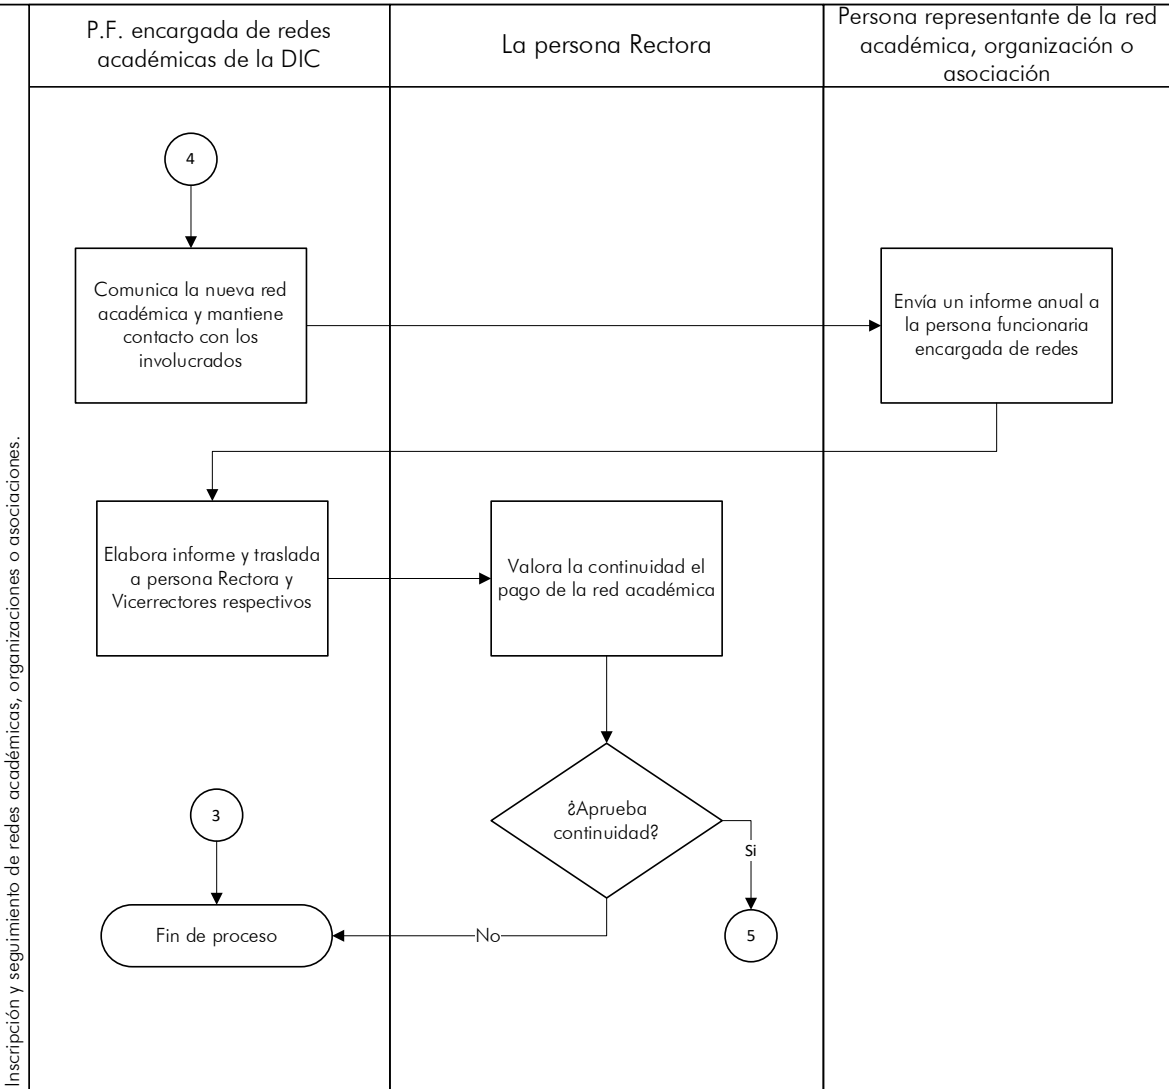 P.F. encargada de redes
académicas de la DIC
La persona Rectora
Persona representante de la red
académica, organización o
asociación
4
Comunica la nueva red
académica y mantiene
contacto con los
involucrados
Envía un informe anual a
la persona funcionaria
encargada de redes
Elabora informe y traslada
a persona Rectora y
Vicerrectores respectivos
Valora la continuidad el
pago de la red académica
¿Aprueba
continuidad?
Si
3
Fin de proceso
No
5
Inscripción y seguimiento de redes académicas, organizaciones o asociaciones.